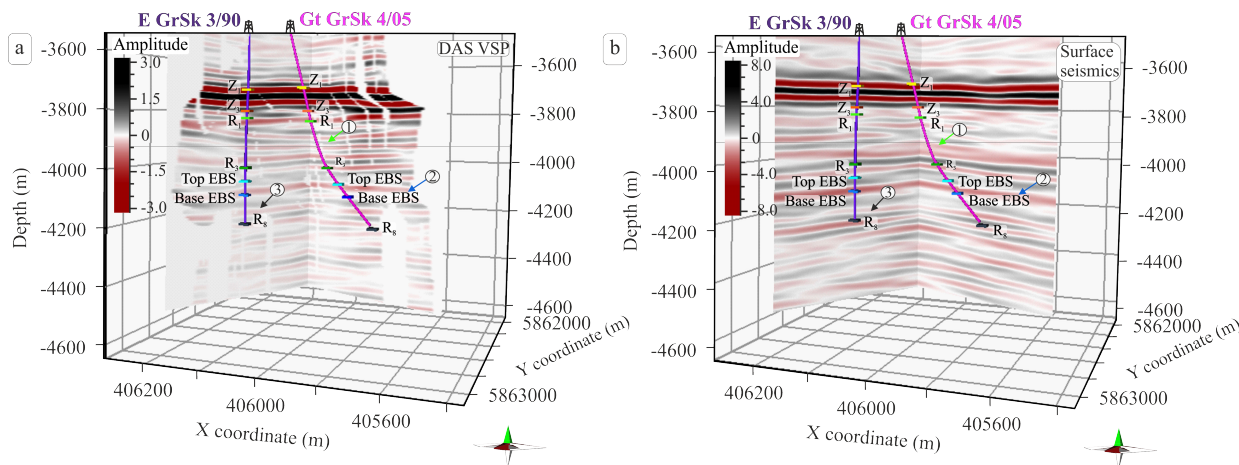 a
E GrSk 3/90
Gt GrSk 4/05
DAS VSP
Amplitude
3.0
1.5
0
-1.5
-3.0
-3600
-3800
-4000
-4200
-4400
-4600
Depth (m)
Z₁ Z₁
Z₃ Z₃
R₁ R₁
①
R₃ R₃
Top EBS Top EBS
②
Base EBS Base EBS
③
R₈ R₈
-3600
-3800
-4000
-4200
-4400
-4600
5862000
5863000
Y coordinate (m)
406200
406000
405600
X coordinate (m)
b
E GrSk 3/90
Gt GrSk 4/05
Surface
seismics
Amplitude
8.0
4.0
0
-4.0
-8.0
-3600
-3800
-4000
-4200
-4400
-4600
Depth (m)
Z₁ Z₁
Z₃ Z₃
R₁ R₁
①
R₃ R₃
Top EBS Top EBS
②
Base EBS Base EBS
③
R₈ R₈
-3600
-3800
-4000
-4200
-4400
-4600
5862000
5863000
Y coordinate (m)
406200
406000
405600
X coordinate (m)